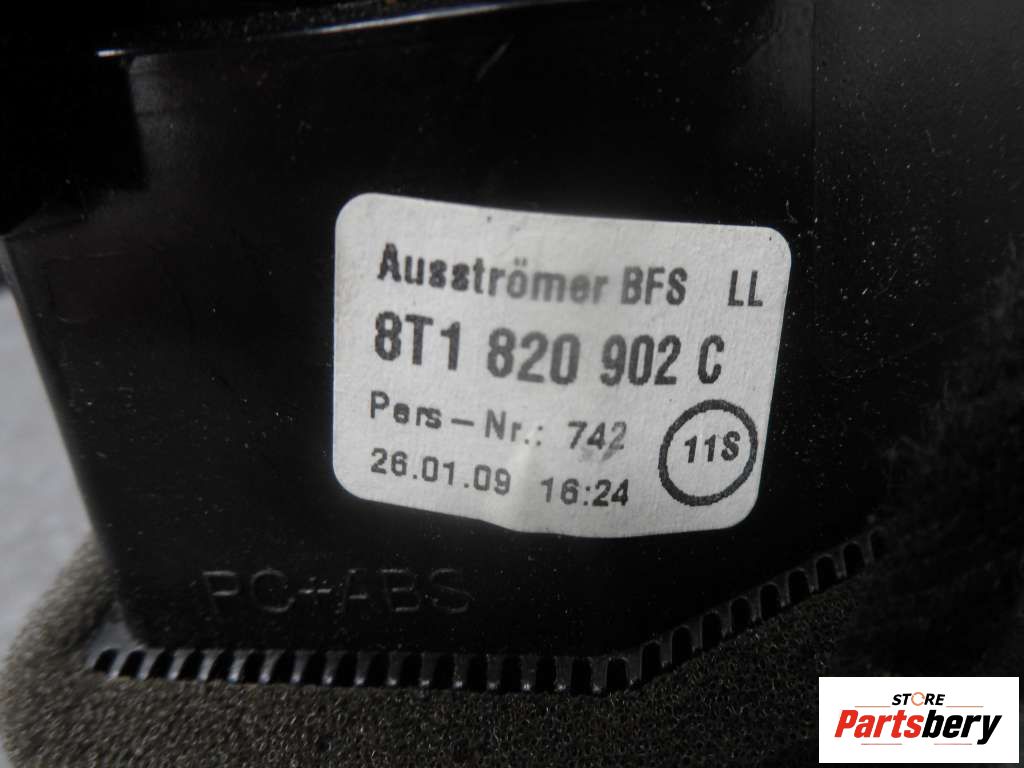 Ausströmer BFS LL
8T1 820 902 C
Pers-Nr.: 742
11S
26.01.09 16:24
PC+ABS
STORE
Partsbery